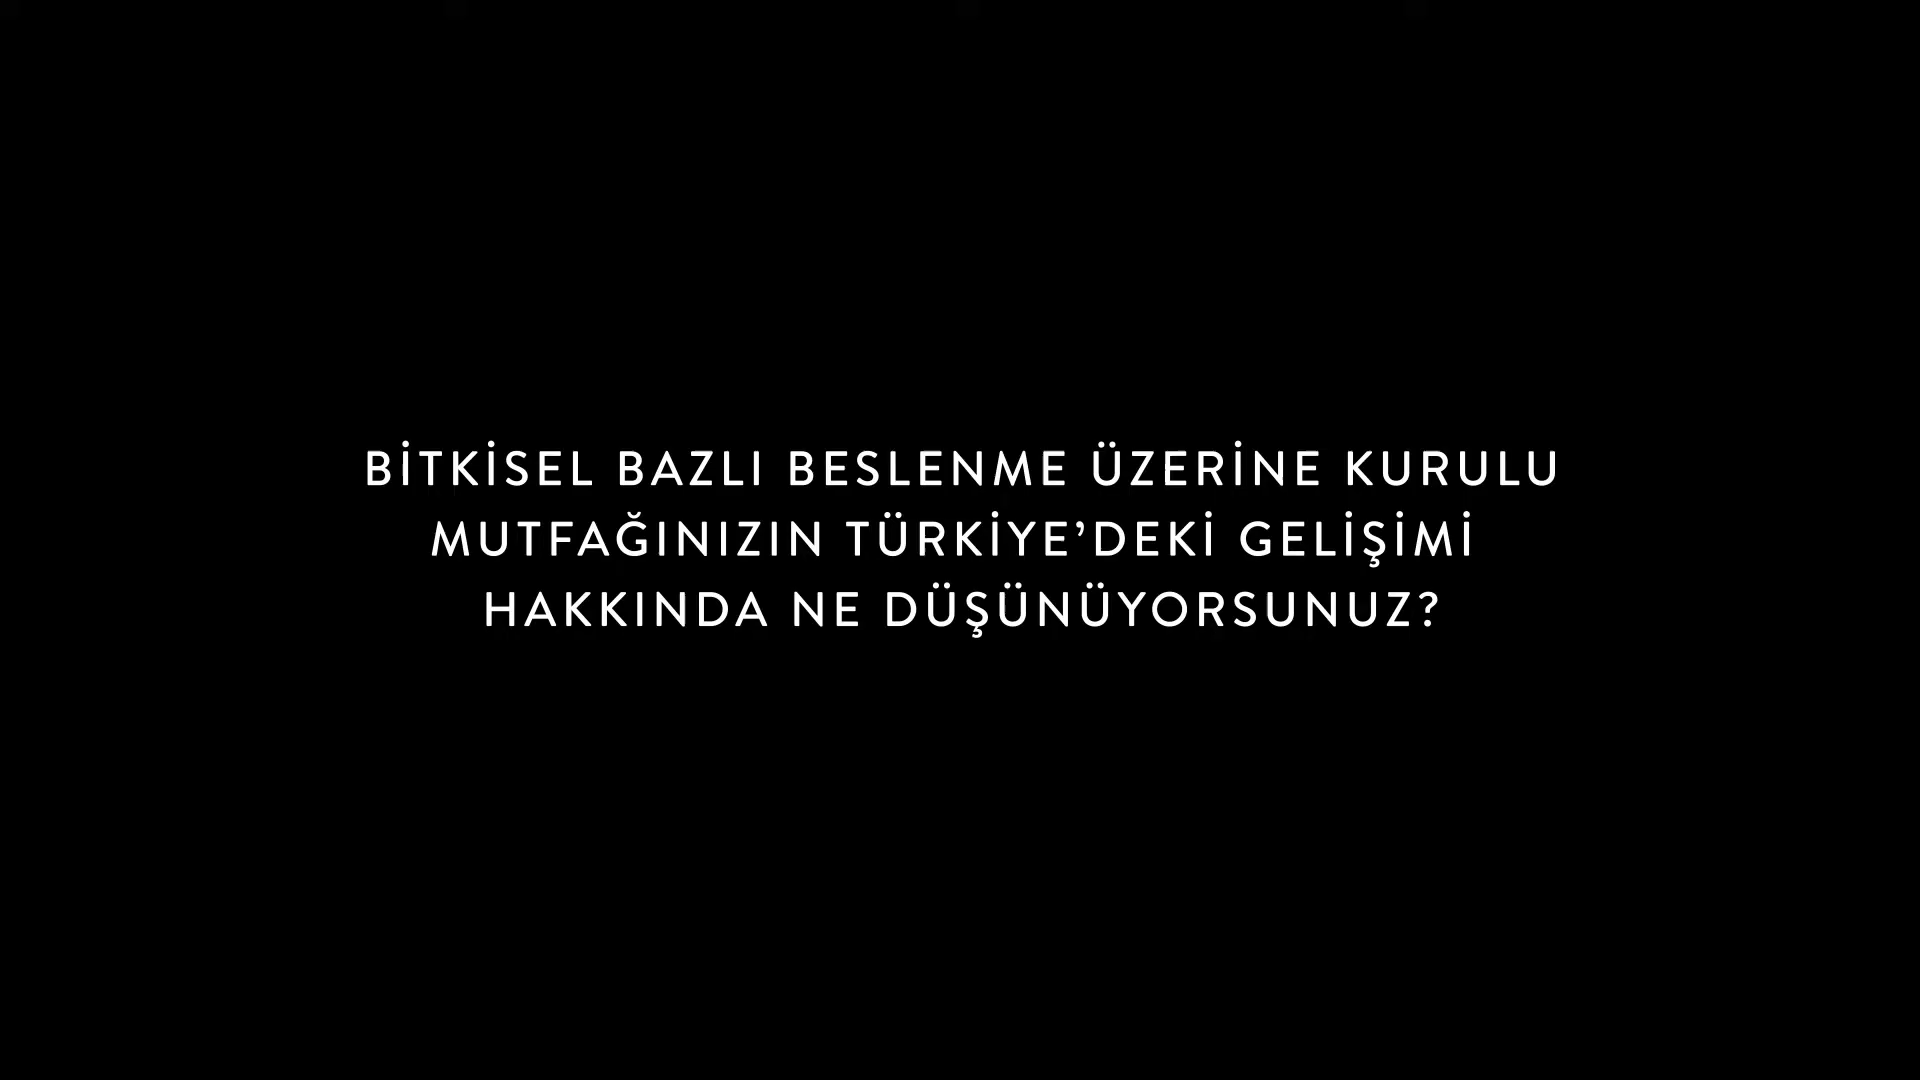 BİTKİSEL BAZLI BESLENME ÜZERİNE KURULU
MUTFAĞINIZIN TÜRKİYE’DEKİ GELİŞİMİ
HAKKINDA NE DÜŞÜNÜYORSUNUZ?